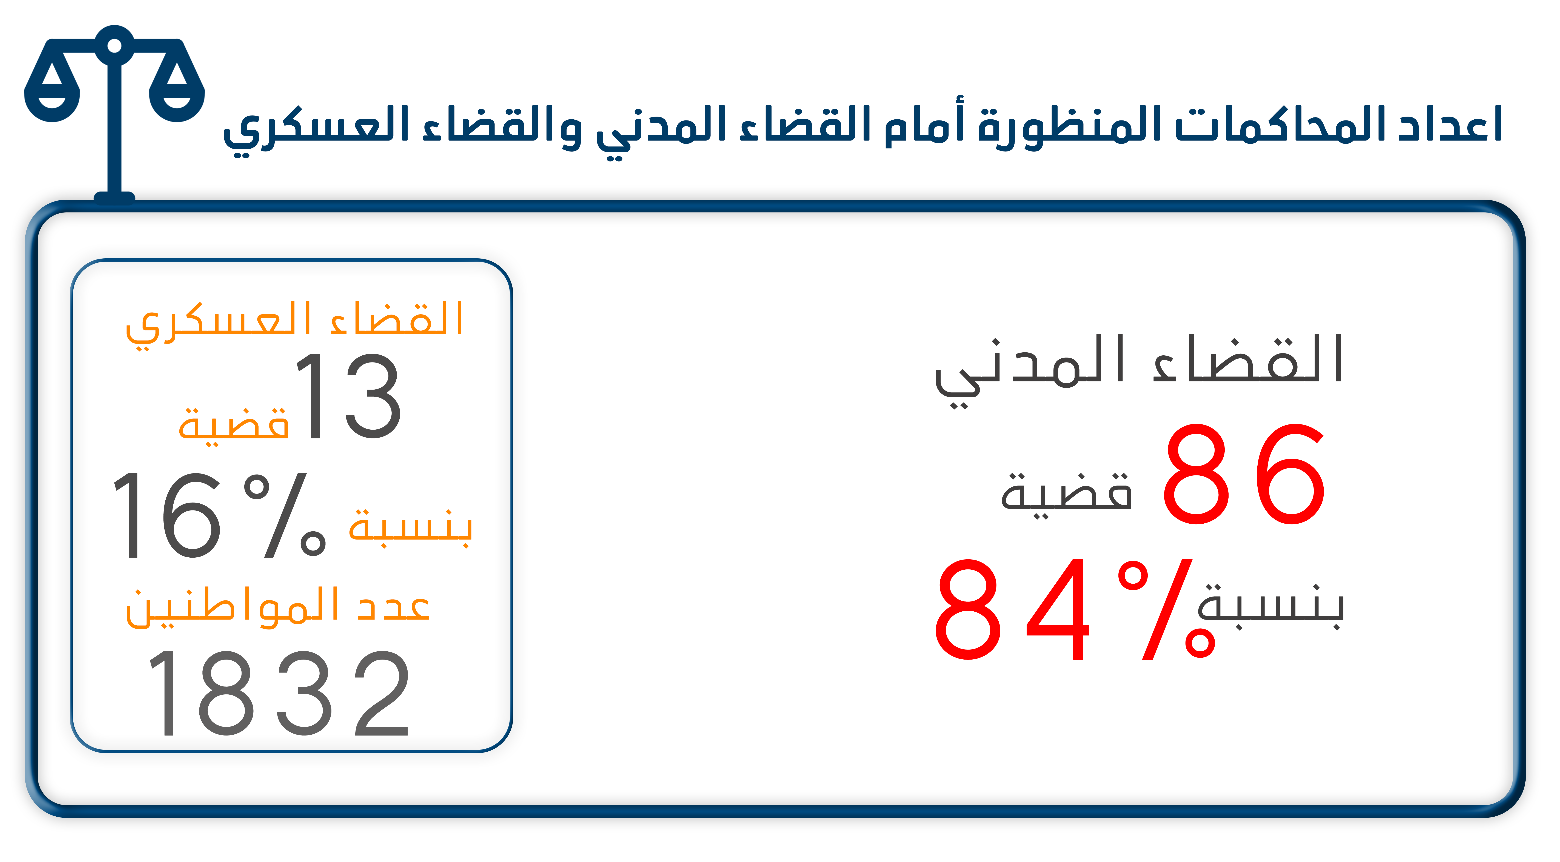 اعداد المحاكمات المنظورة أمام القضاء المدني والقضاء العسكري
القضاء المدني
86 قضية
بنسبة 84%
القضاء العسكري
13 قضية
بنسبة 16%
عدد المواطنين
1832